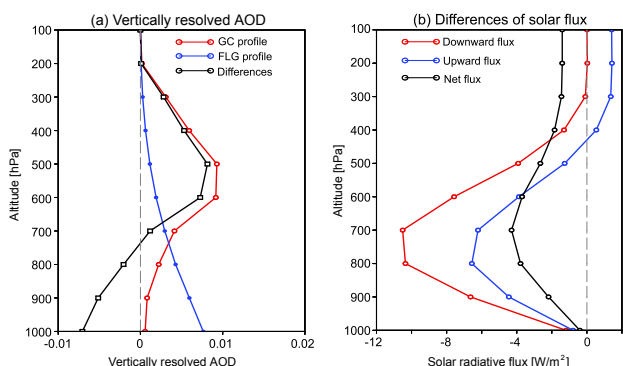 (a) Vertically resolved AOD
GC profile
FLG profile
Differences
100
200
300
400
500
600
700
800
900
1000
Altitude [hPa]
-0.01
0
0.01
0.02
Vertically resolved AOD
(b) Differences of solar flux
Downward flux
Upward flux
Net flux
100
200
300
400
500
600
700
800
900
1000
Altitude [hPa]
-12
-8
-4
0
Solar radiative flux [W/m²]